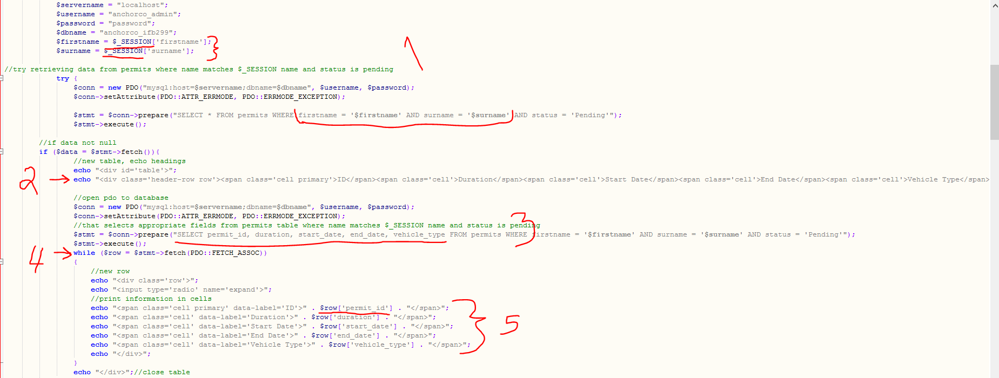 $servername = "localhost";
$username = "anchorco_admin";
$password = "password";
$dbname = "anchorco_ifb299";
$firstname = $_SESSION['firstname'];
$surname = $_SESSION['surname'];
1
//try retrieving data from permits where name matches $_SESSION name and status is pending
try {
$conn = new PDO("mysql:host=$servername;dbname=$dbname", $username, $password);
$conn->setAttribute(PDO::ATTR_ERRMODE, PDO::ERRMODE_EXCEPTION);
$stmt = $conn->prepare("SELECT * FROM permits WHERE firstname = '$firstname' AND surname = '$surname' AND status = 'Pending'");
$stmt->execute();
//if data not null
if ($data = $stmt->fetch()){
//new table, echo headings
echo "<div id='table'>";
2
echo "<div class='header-row row'><span class='cell primary'>ID</span><span class='cell'>Duration</span><span class='cell'>Start Date</span><span class='cell'>End Date</span><span class='cell'>Vehicle Type</span>
//open pdo to database
$conn = new PDO("mysql:host=$servername;dbname=$dbname", $username, $password);
$conn->setAttribute(PDO::ATTR_ERRMODE, PDO::ERRMODE_EXCEPTION);
//that selects appropriate fields from permits table where name matches $_SESSION name and status is pending
3
$stmt = $conn->prepare("SELECT permit_id, duration, start_date, end_date, vehicle_type FROM permits WHERE firstname = '$firstname' AND surname = '$surname' AND status = 'Pending'");
$stmt->execute();
4
while ($row = $stmt->fetch(PDO::FETCH_ASSOC))
{
//new row
echo "<div class='row'>";
echo "<input type='radio' name='expand'>";
//print information in cells
echo "<span class='cell primary' data-label='ID'>" . $row['permit_id'] . "</span>";
echo "<span class='cell' data-label='Duration'>" . $row['duration'] . "</span>";
echo "<span class='cell' data-label='Start Date'>" . $row['start_date'] . "</span>";
5
echo "<span class='cell' data-label='End Date'>" . $row['end_date'] . "</span>";
echo "<span class='cell' data-label='Vehicle Type'>" . $row['vehicle_type'] . "</span>";
echo "</div>";
}
echo "</div>";//close table